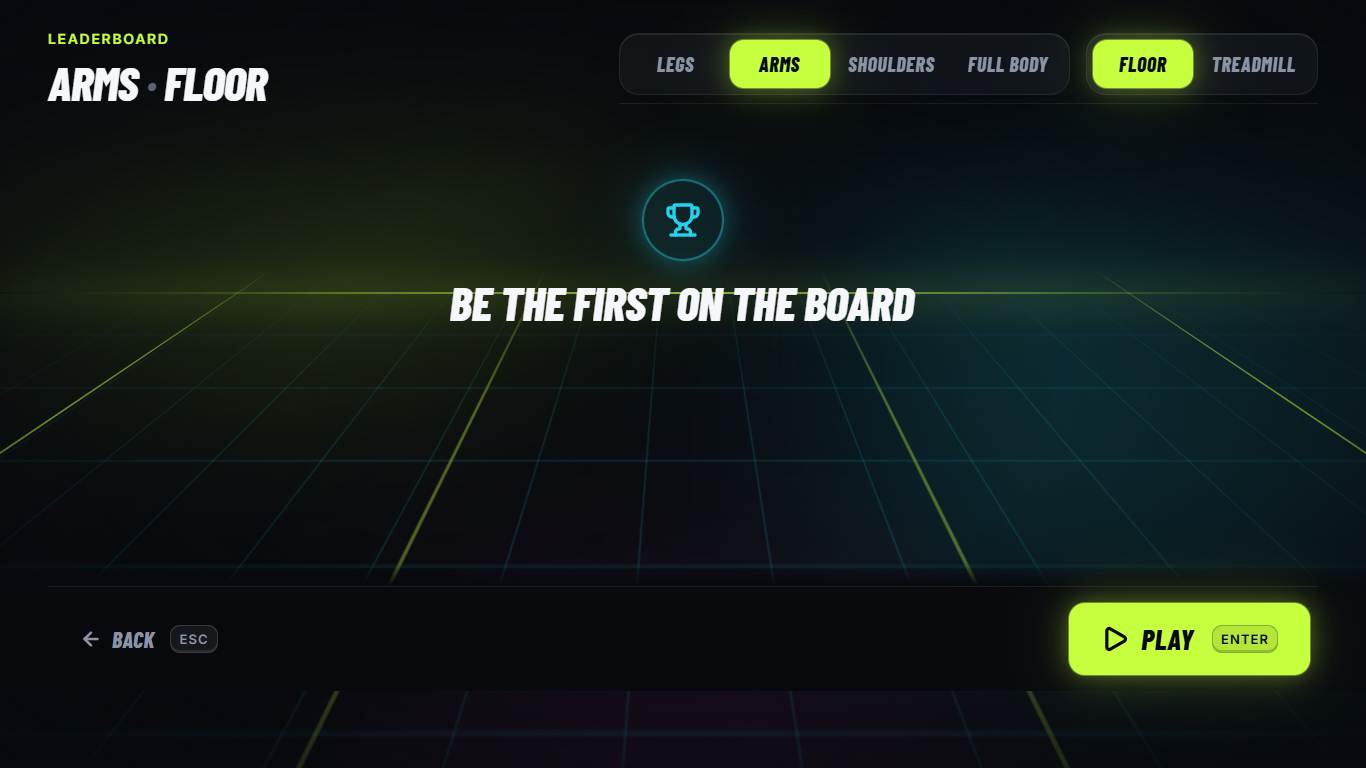 LEADERBOARD
ARMS · FLOOR
LEGS ARMS SHOULDERS FULL BODY FLOOR TREADMILL
BE THE FIRST ON THE BOARD
BACK ESC
PLAY ENTER